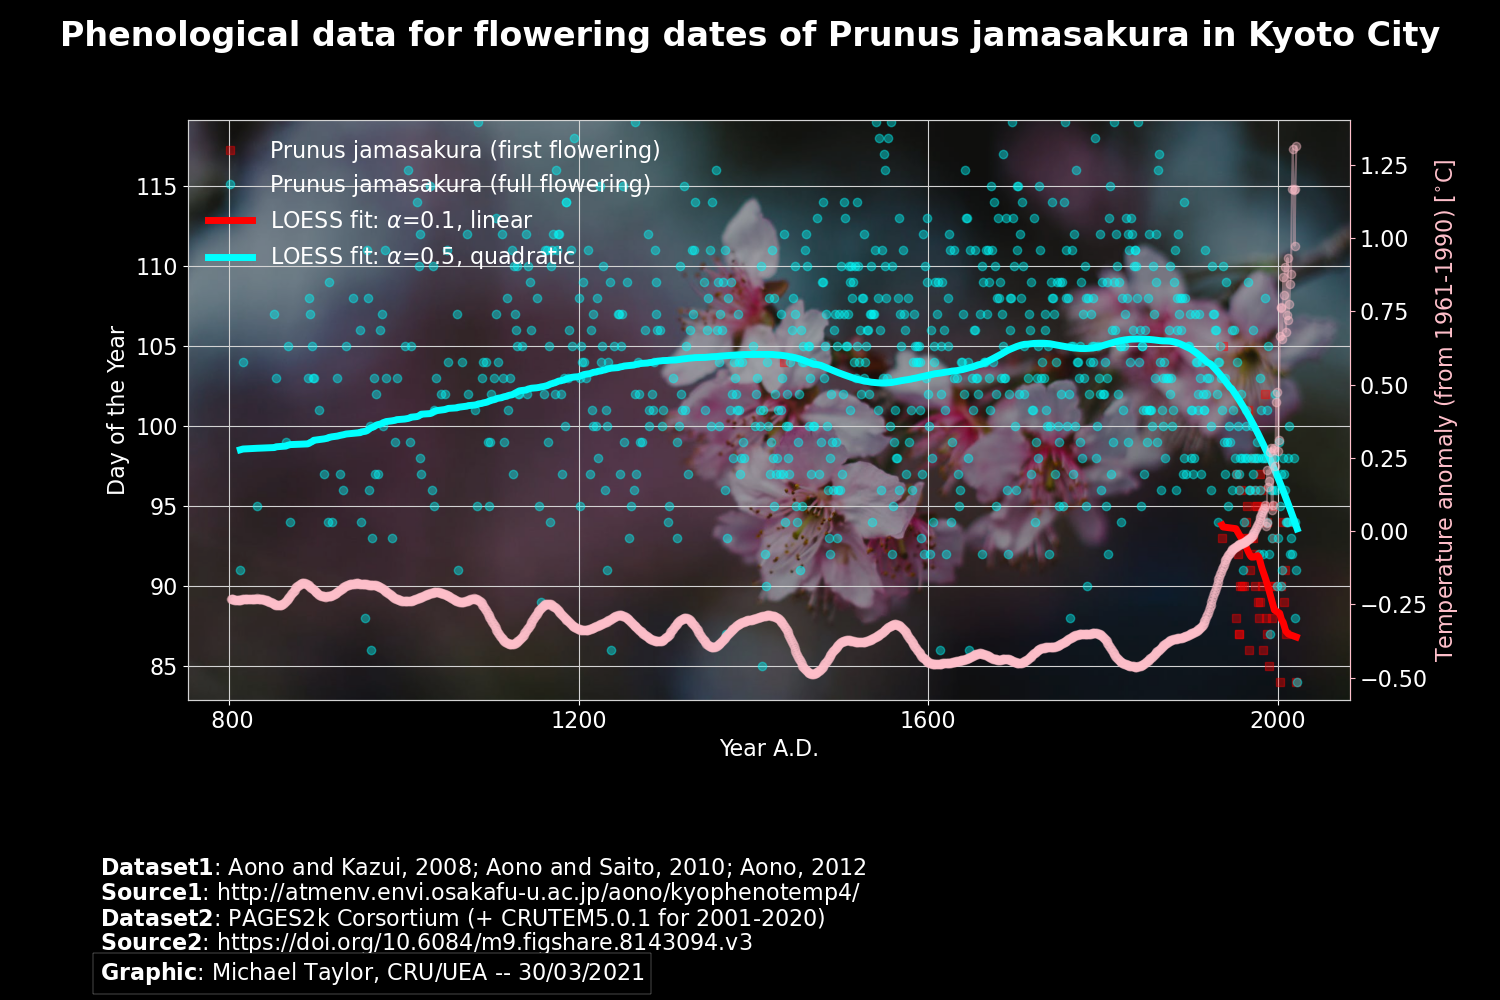 Phenological data for flowering dates of Prunus jamasakura in Kyoto City
Prunus jamasakura (first flowering)
Prunus jamasakura (full flowering)
LOESS fit: α=0.1, linear
LOESS fit: α=0.5, quadratic
115
110
105
100
95
90
85
Day of the Year
1.25
1.00
0.75
0.50
0.25
0.00
−0.25
−0.50
Temperature anomaly (from 1961-1990) [°C]
800 1200 1600 2000
Year A.D.
Dataset1: Aono and Kazui, 2008; Aono and Saito, 2010; Aono, 2012
Source1: http://atmenv.envi.osakafu-u.ac.jp/aono/kyophenotemp4/
Dataset2: PAGES2k Corsortium (+ CRUTEM5.0.1 for 2001-2020)
Source2: https://doi.org/10.6084/m9.figshare.8143094.v3
Graphic: Michael Taylor, CRU/UEA -- 30/03/2021